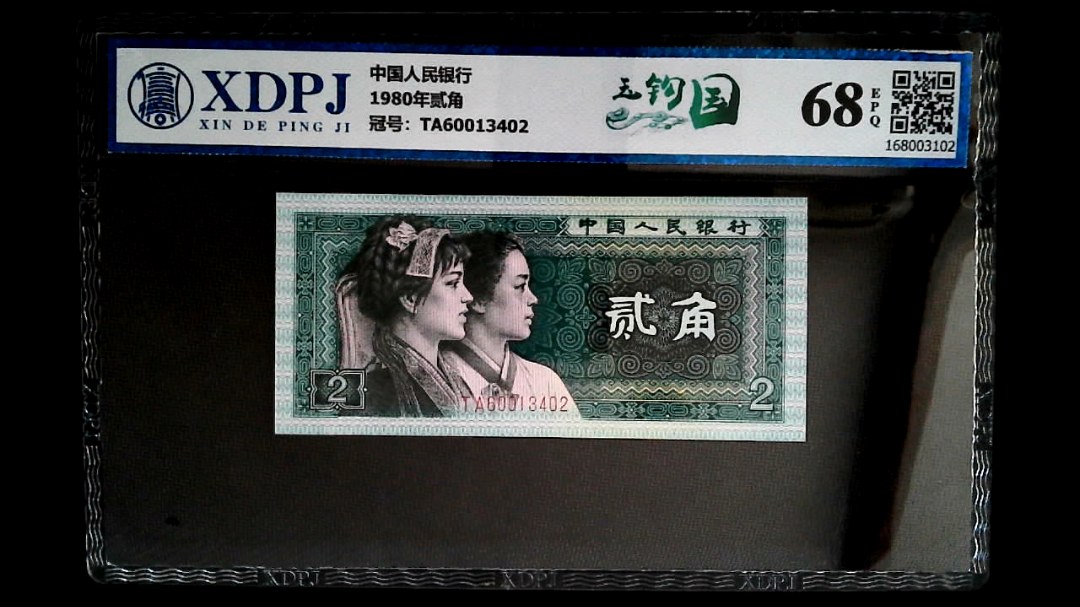 XDPJ
XIN DE PING JI
中国人民银行
1980年贰角
冠号：TA60013402
玉钩国
68
EPQ
168003102
中国人民银行
贰角
2
2
TA60013402
XDPJ
XDPJ
XDPJ